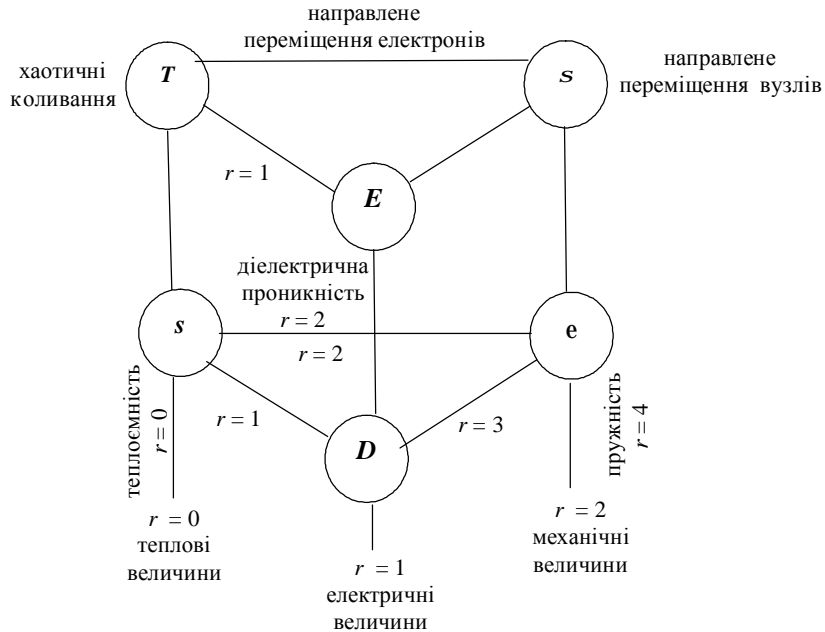 направлене
переміщення електронів
хаотичні
коливання
T
s
направлене
переміщення вузлів
r = 1
E
діелектрична
проникність
s
r = 2
r = 2
e
теплоємність
r = 0
r = 1
D
r = 3
пружність
r = 4
r = 0
теплові
величини
r = 1
електричні
величини
r = 2
механічні
величини